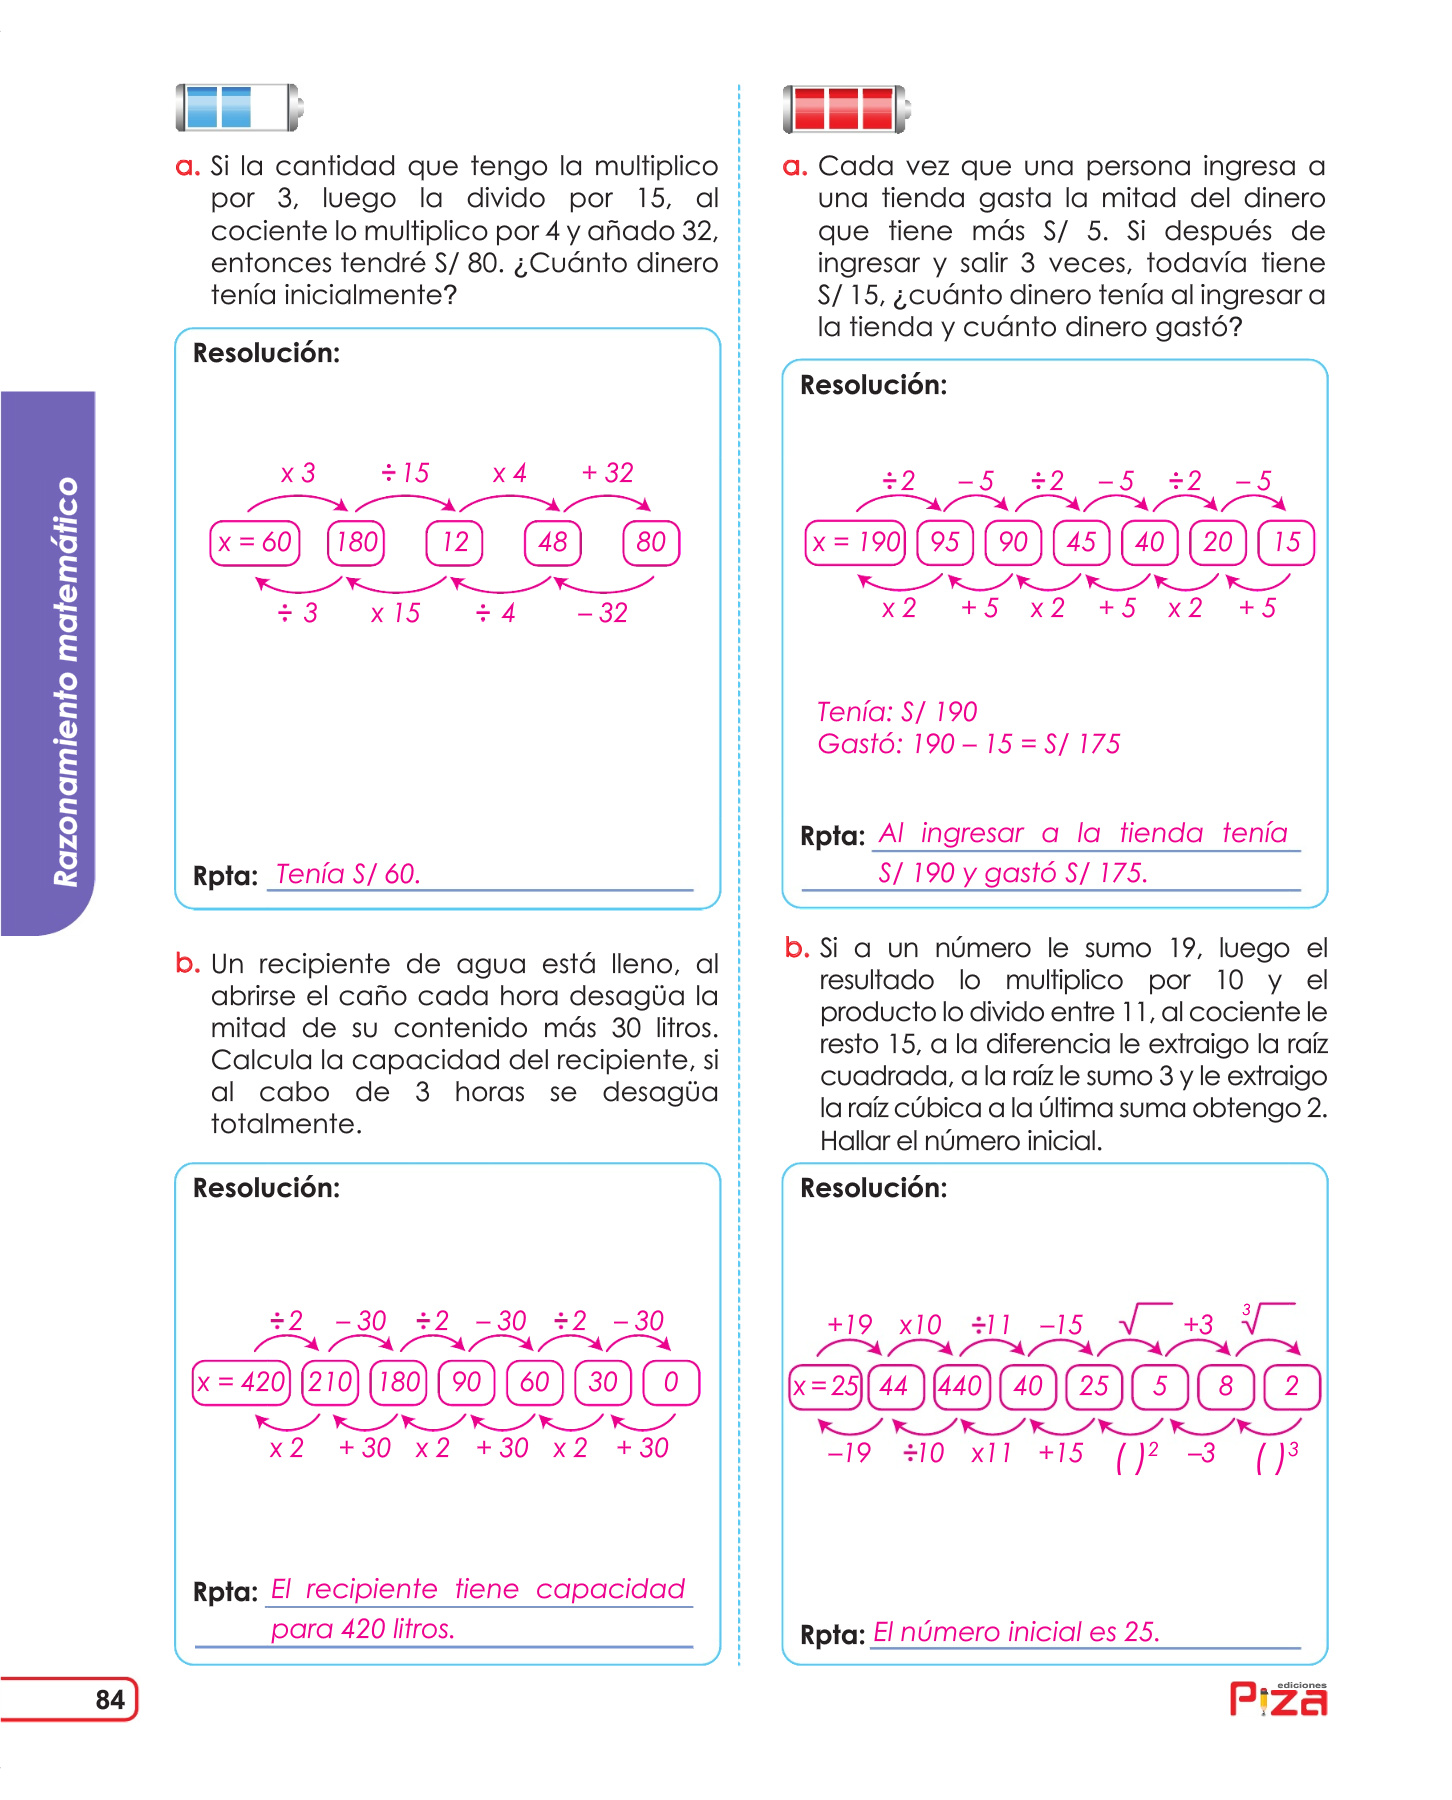 a. Si la cantidad que tengo la multiplico
por 3, luego la divido por 15, al
cociente lo multiplico por 4 y añado 32,
entonces tendré S/ 80. ¿Cuánto dinero
tenía inicialmente?
Resolución:
x 3 ÷15 x 4 + 32
x = 60 180 12 48 80
÷ 3 x 15 ÷ 4 – 32
Rpta: Tenía S/ 60.
b. Un recipiente de agua está lleno, al
abrirse el caño cada hora desagüa la
mitad de su contenido más 30 litros.
Calcula la capacidad del recipiente, si
al cabo de 3 horas se desagüa
totalmente.
Resolución:
÷2 – 30 ÷2 – 30 ÷2 – 30
x = 420 210 180 90 60 30 0
x 2 + 30 x 2 + 30 x 2 + 30
Rpta: El recipiente tiene capacidad
para 420 litros.
a. Cada vez que una persona ingresa a
una tienda gasta la mitad del dinero
que tiene más S/ 5. Si después de
ingresar y salir 3 veces, todavía tiene
S/ 15, ¿cuánto dinero tenía al ingresar a
la tienda y cuánto dinero gastó?
Resolución:
÷2 – 5 ÷2 – 5 ÷2 – 5
x = 190 95 90 45 40 20 15
x 2 + 5 x 2 + 5 x 2 + 5
Tenía: S/ 190
Gastó: 190 – 15 = S/ 175
Rpta: Al ingresar a la tienda tenía
S/ 190 y gastó S/ 175.
b. Si a un número le sumo 19, luego el
resultado lo multiplico por 10 y el
producto lo divido entre 11, al cociente le
resto 15, a la diferencia le extraigo la raíz
cuadrada, a la raíz le sumo 3 y le extraigo
la raíz cúbica a la última suma obtengo 2.
Hallar el número inicial.
Resolución:
+19 x10 ÷11 –15 √ +3 ∛
x = 25 44 440 40 25 5 8 2
–19 ÷10 x11 +15 ( )² –3 ( )³
Rpta: El número inicial es 25.
Razonamiento matemático
84
ediciones
Piza